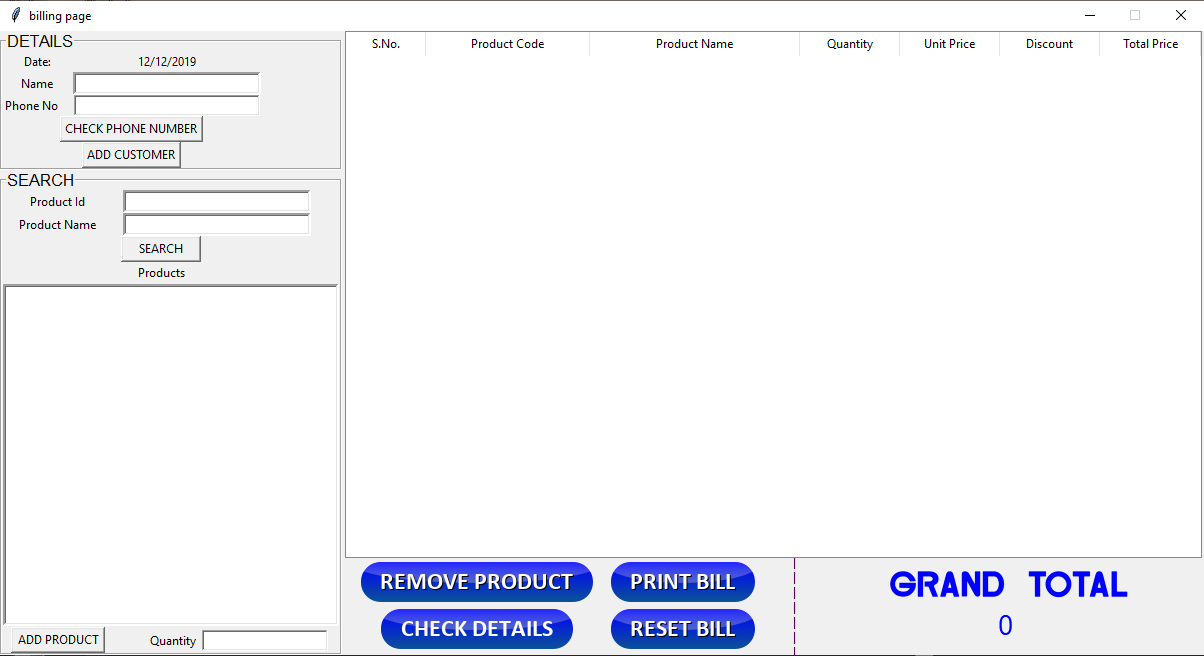 billing page
DETAILS
Date: 12/12/2019
Name
Phone No
CHECK PHONE NUMBER
ADD CUSTOMER
SEARCH
Product Id
Product Name
SEARCH
Products
ADD PRODUCT Quantity
S.No. Product Code Product Name Quantity Unit Price Discount Total Price
REMOVE PRODUCT PRINT BILL
CHECK DETAILS RESET BILL
GRAND TOTAL
0